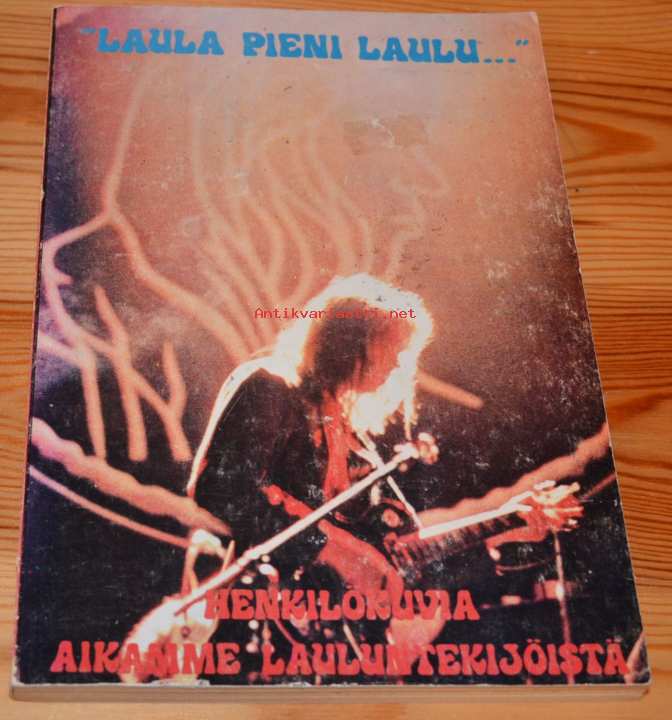 "LAULA PIENI LAULU..."
Antikvariaatti.net
HENKILÖKUVIA
AIKAMME LAULUNTEKIJÖISTÄ